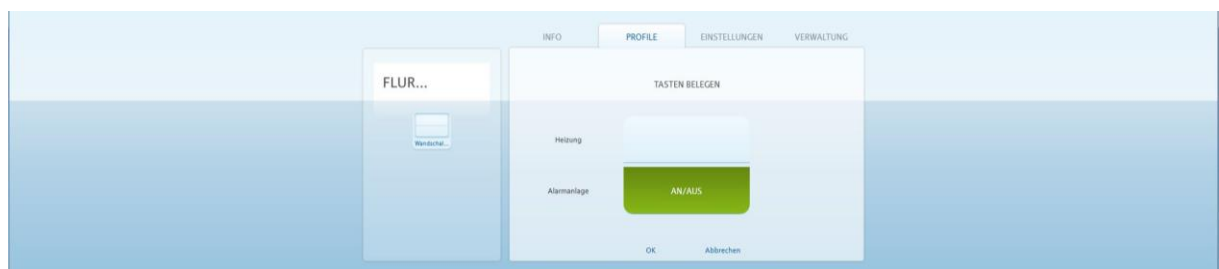 INFO PROFILE EINSTELLUNGEN VERWALTUNG
FLUR...
Wandschal...
TASTEN BELEGEN
Heizung
Alarmanlage AN/AUS
OK Abbrechen